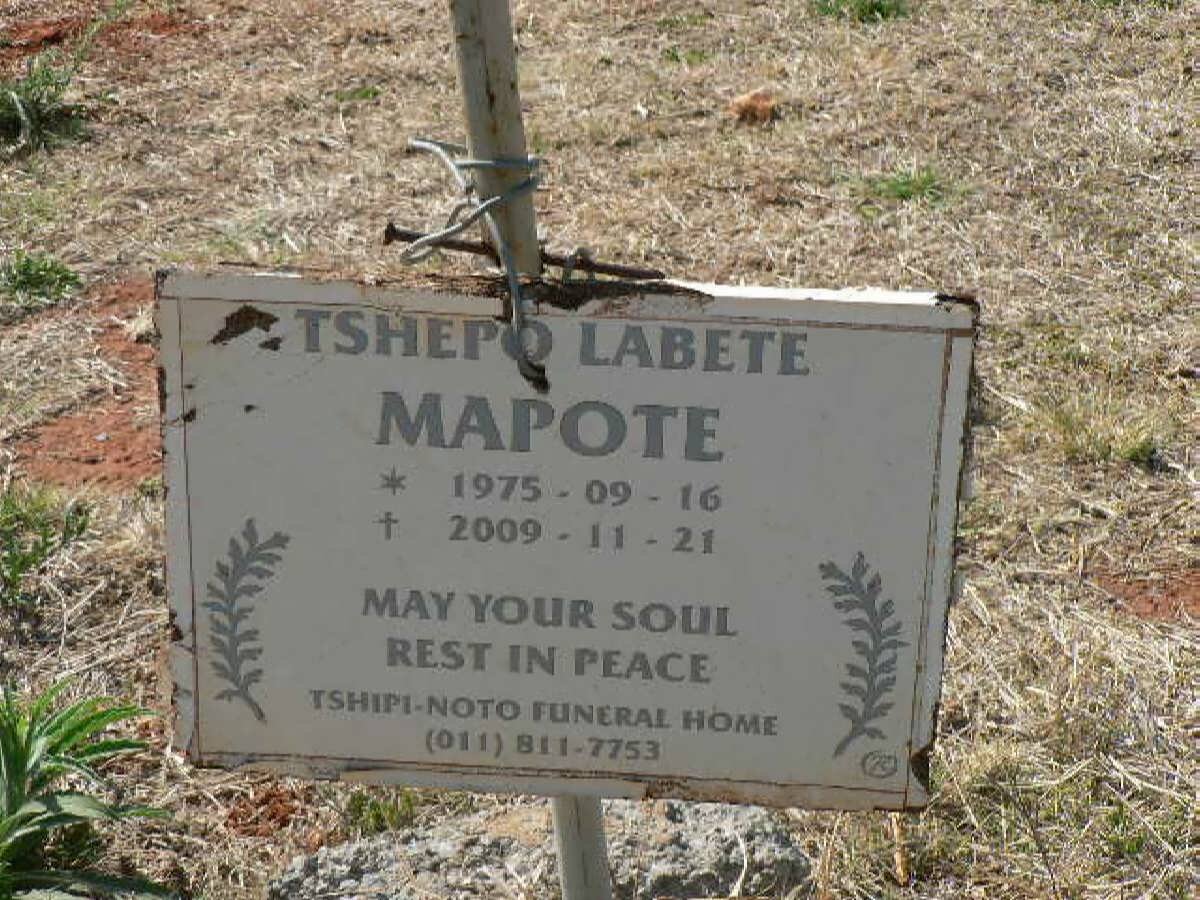 TSHEPO LABETE
MAPOTE
* 1975 - 09 - 16
† 2009 - 11 - 21
MAY YOUR SOUL
REST IN PEACE
TSHIPI-NOTO FUNERAL HOME
(011) 811-7753